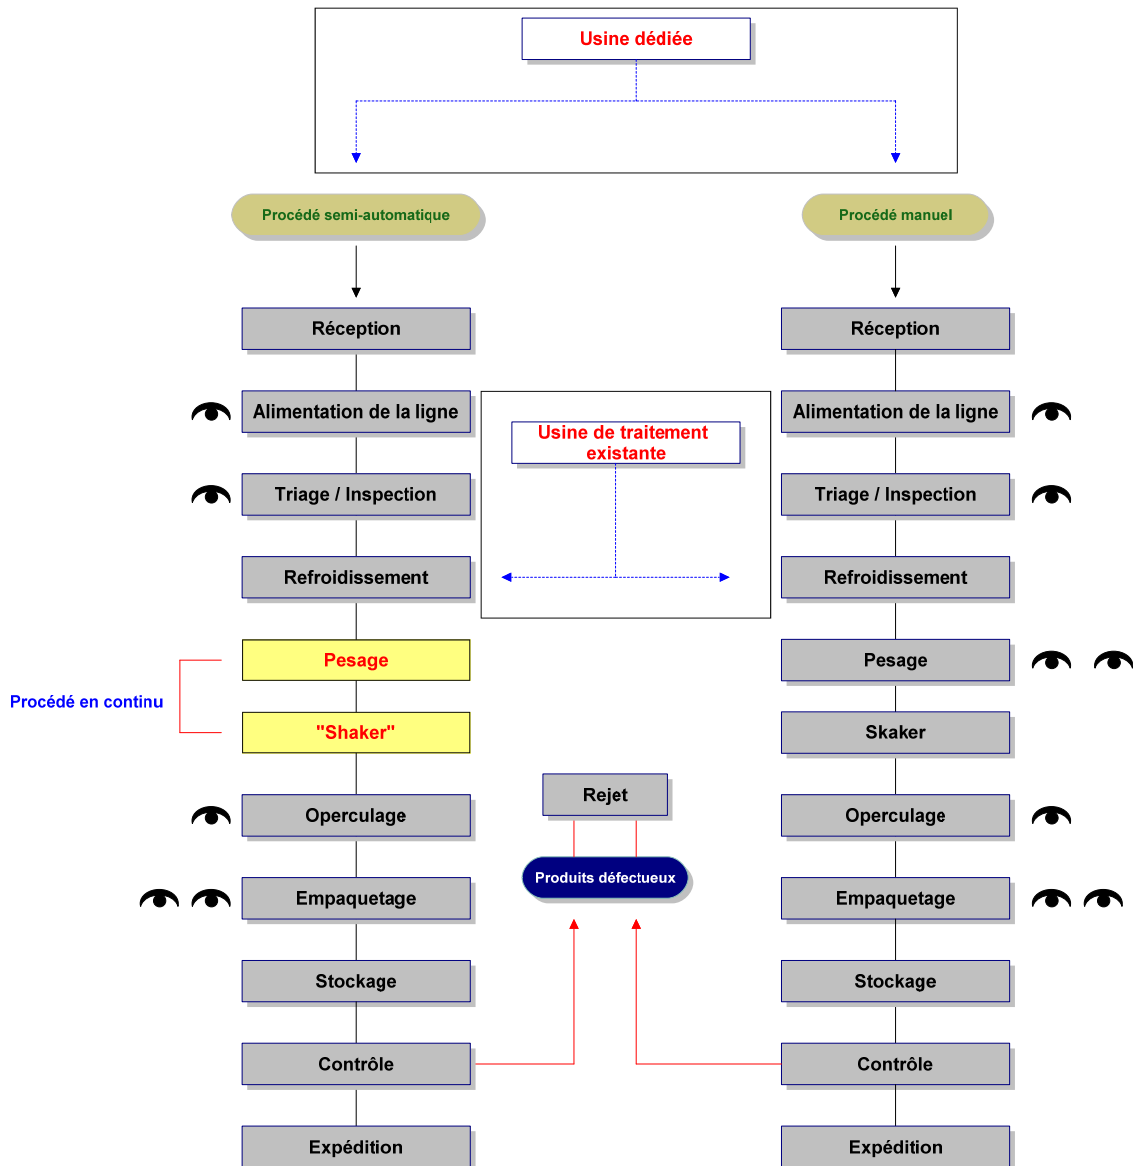 Usine dédiée
Procédé semi-automatique
Procédé manuel
Réception
Réception
Alimentation de la ligne
Alimentation de la ligne
Usine de traitement
existante
Triage / Inspection
Triage / Inspection
Refroidissement
Refroidissement
Pesage
Pesage
Procédé en continu
"Shaker"
Skaker
Rejet
Operculage
Operculage
Produits défectueux
Empaquetage
Empaquetage
Stockage
Stockage
Contrôle
Contrôle
Expédition
Expédition